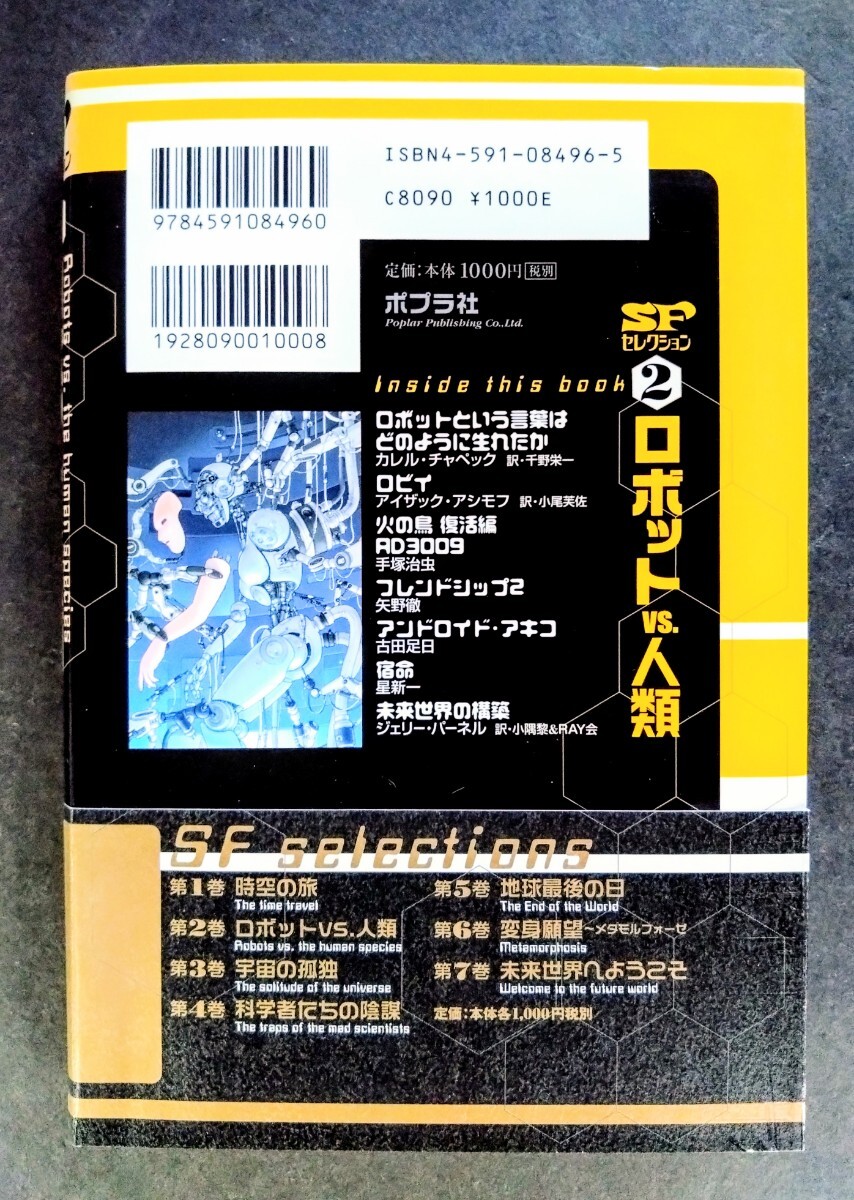 ISBN4-591-08496-5
C8090 ¥1000E
9784591084960
1928090010008
定価:本体1000円税別
ポプラ社
Poplar Publishing Co.,Ltd.
SF
セレクション
2
ロボットvs.人類
Inside this book
ロボットという言葉は
どのように生れたか
カレル・チャペック 訳・千野栄一
ロビイ
アイザック・アシモフ 訳・小尾芙佐
火の鳥 復活編
AD3009
手塚治虫
フレンドシップ2
矢野徹
アンドロイド・アキコ
古田足日
宿命
星新一
未来世界の構築
ジェリー・パーネル 訳・小隅黎&RAY会
Robots vs. the human species
SF selections
第1巻 時空の旅
The time travel
第2巻 ロボットvs.人類
Robots vs. the human species
第3巻 宇宙の孤独
The solitude of the universe
第4巻 科学者たちの陰謀
The traps of the mad scientists
第5巻 地球最後の日
The End of the World
第6巻 変身願望~メタモルフォーゼ
Metamorphosis
第7巻 未来世界へようこそ
Welcome to the future world
定価:本体各1,000円税別